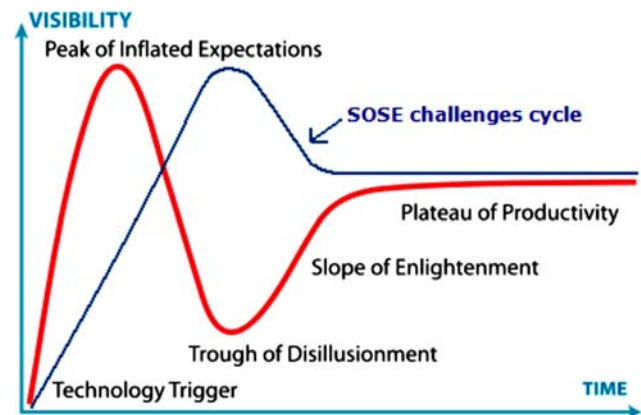 VISIBILITY
Peak of Inflated Expectations
SOSE challenges cycle
Plateau of Productivity
Slope of Enlightenment
Trough of Disillusionment
Technology Trigger
TIME